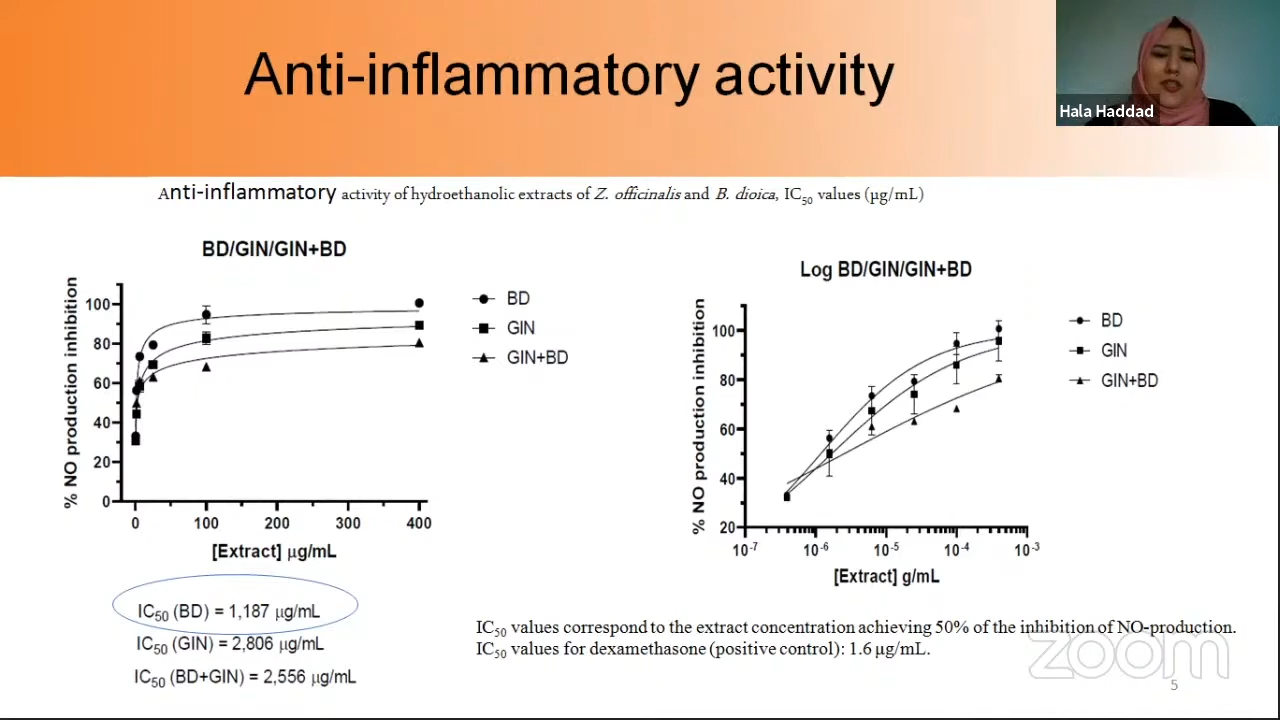 Anti-inflammatory activity
Hala Haddad
Anti-inflammatory activity of hydroethanolic extracts of Z. officinalis and B. dioica, IC50 values (µg/mL)
BD/GIN/GIN+BD
% NO production inhibition
100
80
60
40
20
0
0 100 200 300 400
[Extract] µg/mL
BD
GIN
GIN+BD
Log BD/GIN/GIN+BD
% NO production inhibition
100
80
60
40
20
10-7 10-6 10-5 10-4 10-3
[Extract] g/mL
BD
GIN
GIN+BD
IC50 (BD) = 1,187 µg/mL
IC50 (GIN) = 2,806 µg/mL
IC50 (BD+GIN) = 2,556 µg/mL
IC50 values correspond to the extract concentration achieving 50% of the inhibition of NO-production.
IC50 values for dexamethasone (positive control): 1.6 µg/mL.
zoom
5